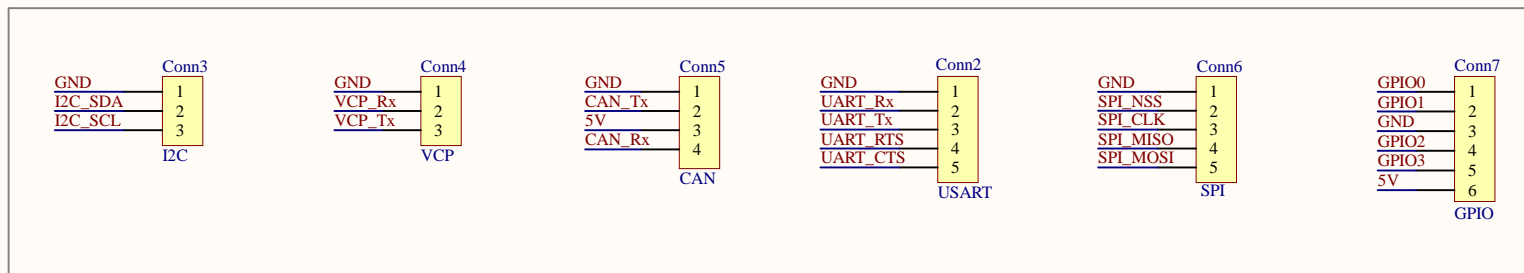 Conn3
GND 1
I2C_SDA 2
I2C_SCL 3
I2C
Conn4
GND 1
VCP_Rx 2
VCP_Tx 3
VCP
Conn5
GND 1
CAN_Tx 2
5V 3
CAN_Rx 4
CAN
Conn2
GND 1
UART_Rx 2
UART_Tx 3
UART_RTS 4
UART_CTS 5
USART
Conn6
GND 1
SPI_NSS 2
SPI_CLK 3
SPI_MISO 4
SPI_MOSI 5
SPI
Conn7
GPIO0 1
GPIO1 2
GND 3
GPIO2 4
GPIO3 5
5V 6
GPIO